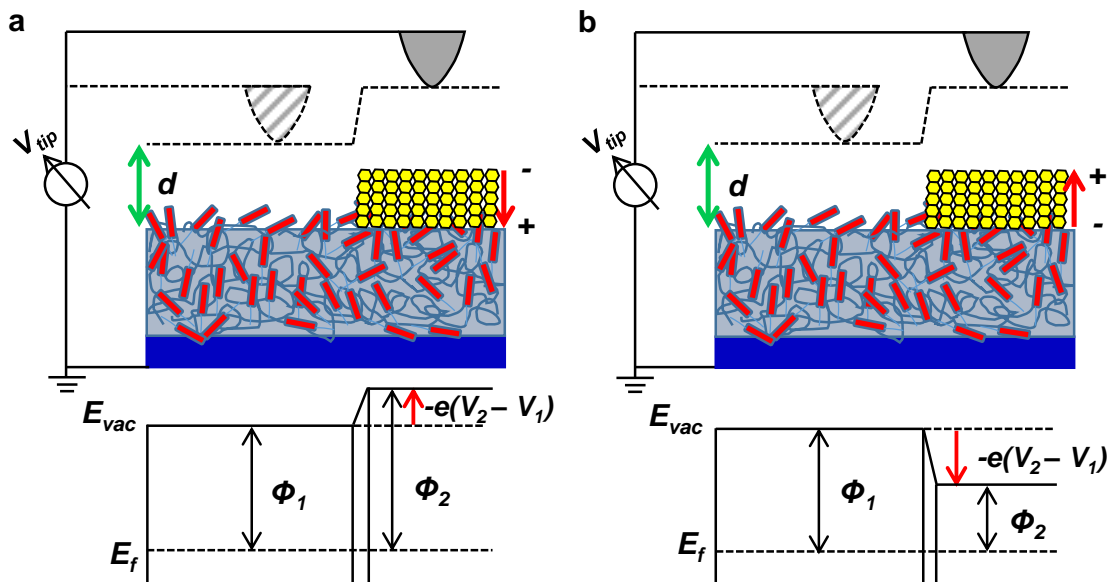 a
V_tip
d
-
+
E_vac
-e(V_2 – V_1)
Φ_1
Φ_2
E_f
b
V_tip
d
+
-
E_vac
-e(V_2 – V_1)
Φ_1
Φ_2
E_f